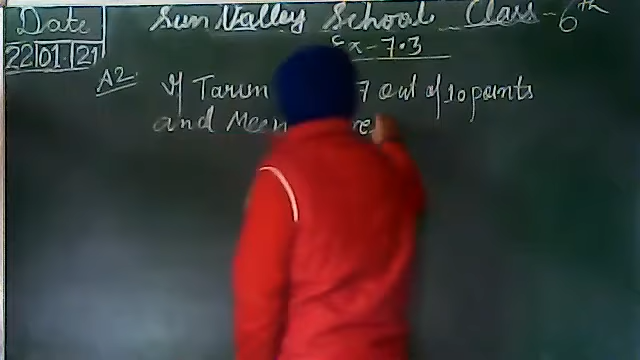 Date
Sun Valley School Class - 6th
22|01|21
Ex - 7.3
A2. If Tarun 7 out of 10 points
and